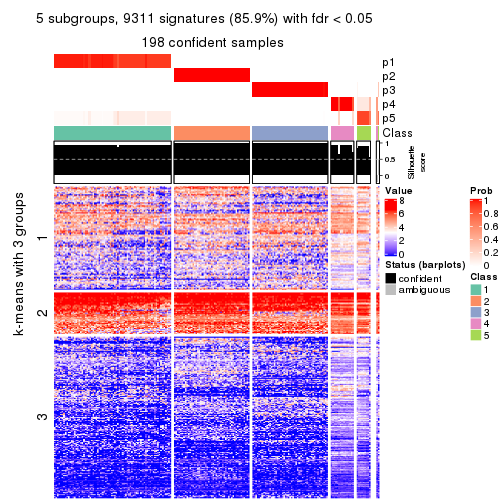 5 subgroups, 9311 signatures (85.9%) with fdr < 0.05
198 confident samples
p1
p2
p3
p4
p5
Class
1
0.5
0
Silhouette
score
k-means with 3 groups
1
2
3
Value
8
6
4
2
0
Status (barplots)
confident
ambiguous
Prob
1
0.8
0.6
0.4
0.2
0
Class
1
2
3
4
5